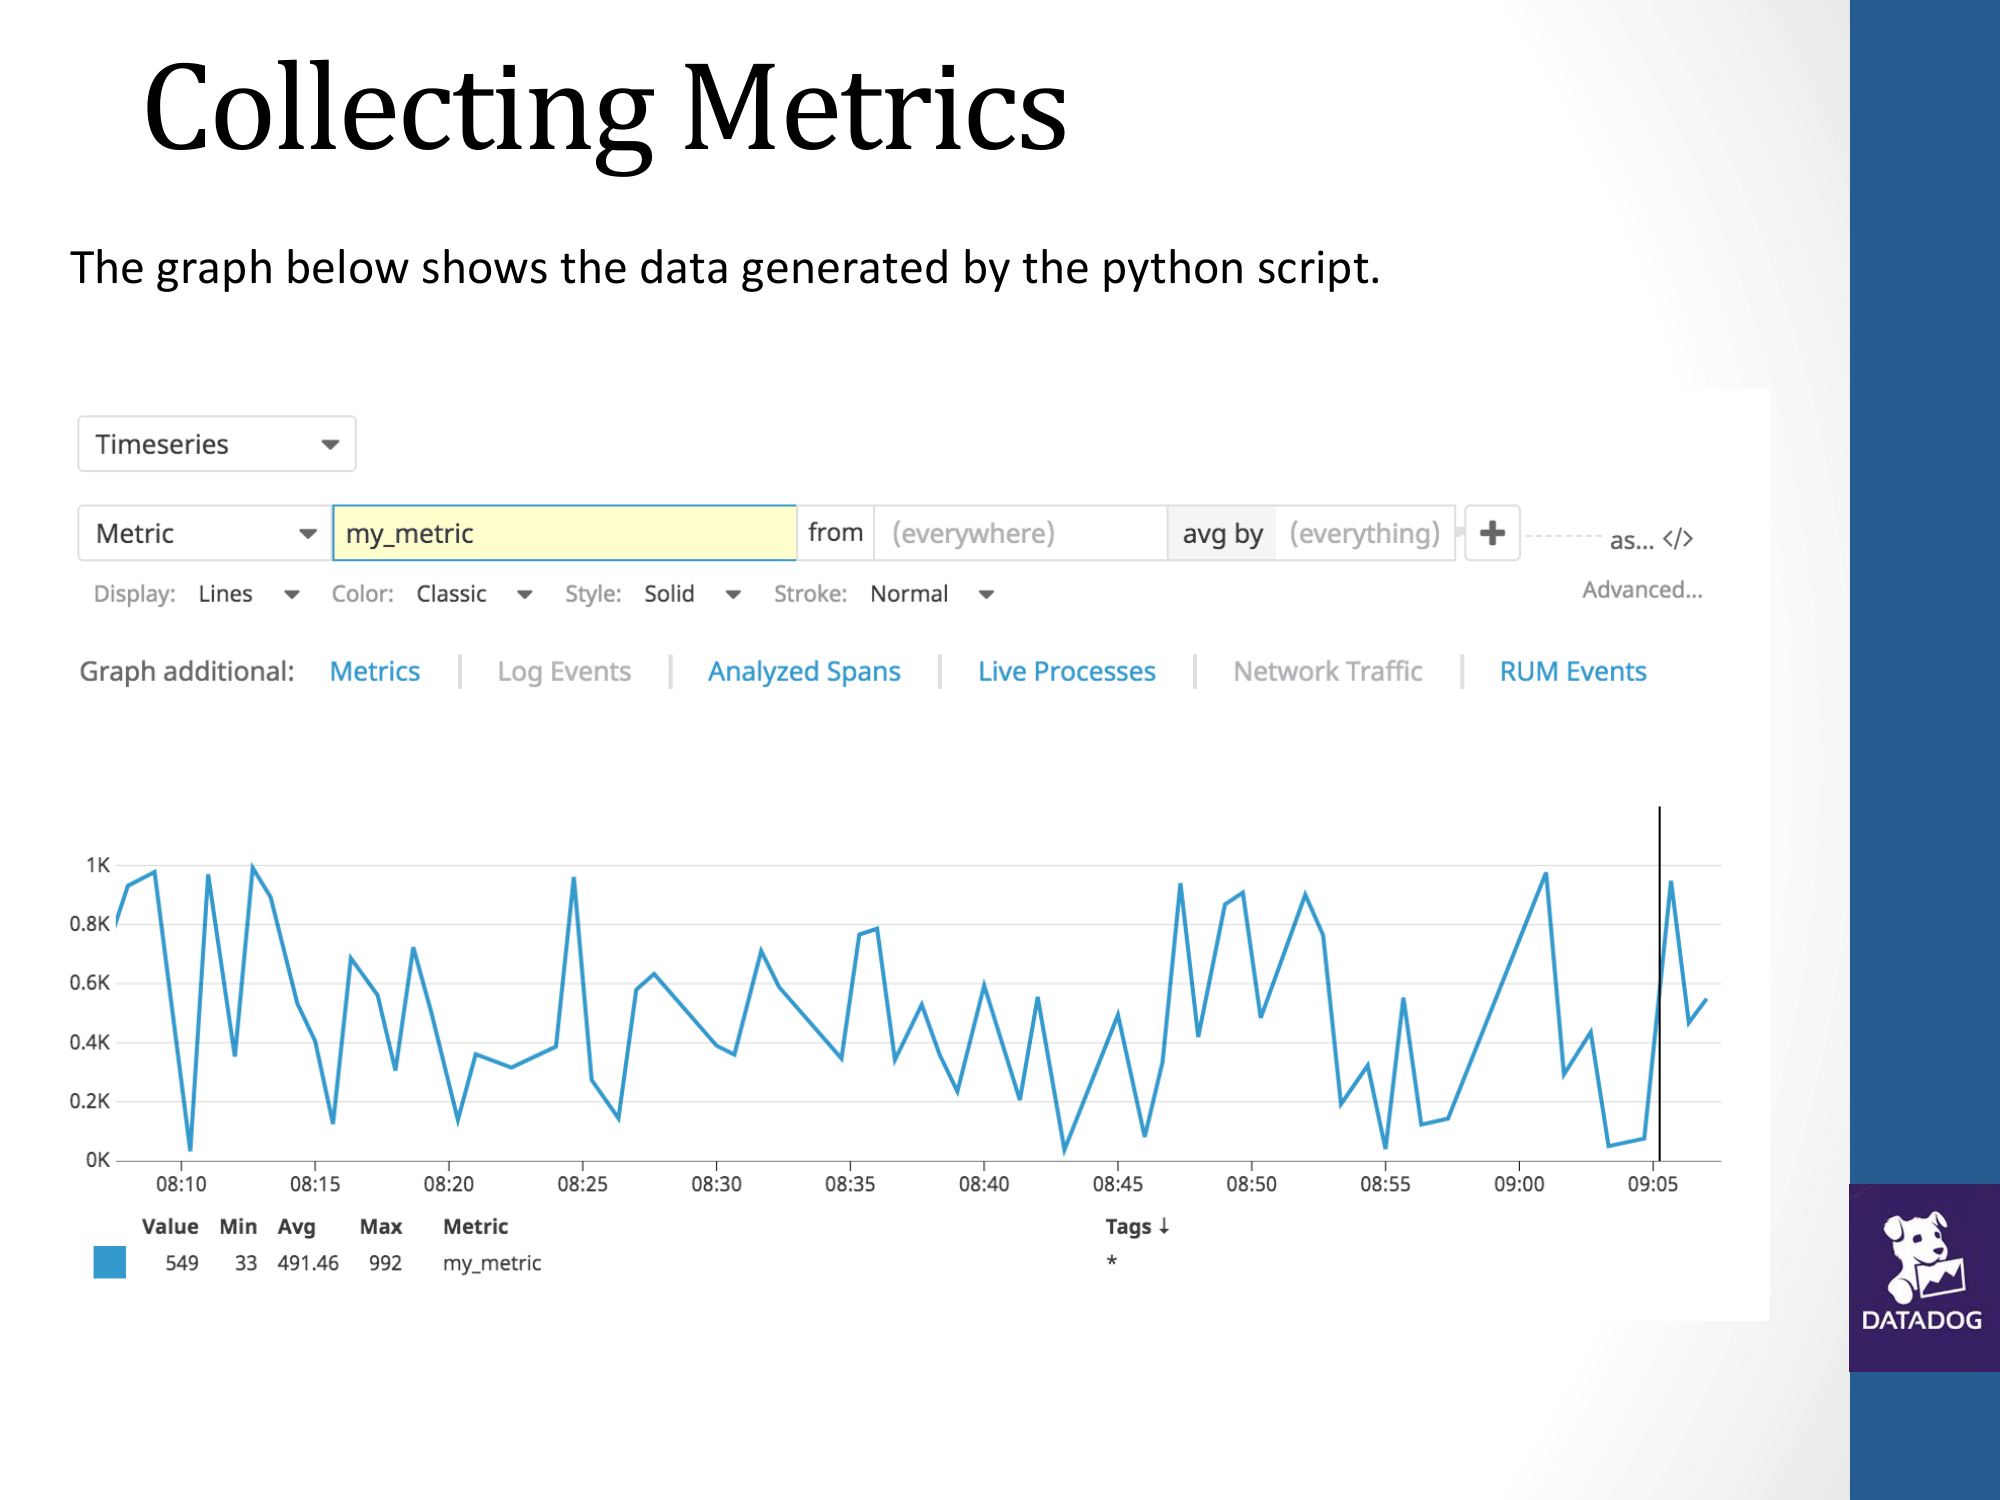 Collecting Metrics
The graph below shows the data generated by the python script.
Timeseries
Metric my_metric from (everywhere) avg by (everything) + as... </>
Display: Lines Color: Classic Style: Solid Stroke: Normal Advanced...
Graph additional: Metrics | Log Events | Analyzed Spans | Live Processes | Network Traffic | RUM Events
1K
0.8K
0.6K
0.4K
0.2K
0K
08:10 08:15 08:20 08:25 08:30 08:35 08:40 08:45 08:50 08:55 09:00 09:05
Value Min Avg Max Metric Tags ↓
549 33 491.46 992 my_metric *
DATADOG